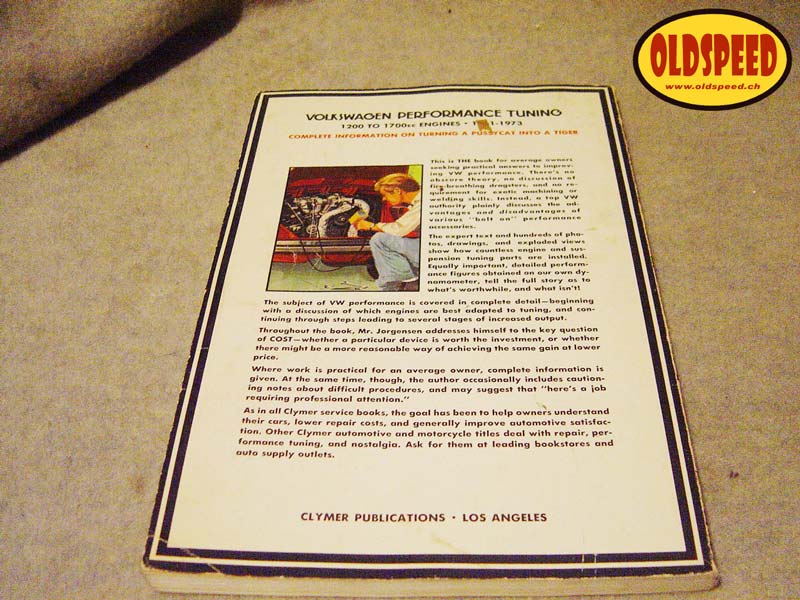 OLDSPEED
www.oldspeed.ch
VOLKSWAGEN PERFORMANCE TUNING
1200 TO 1700cc ENGINES • 1-1973
COMPLETE INFORMATION ON TURNING A PUSSYCAT INTO A TIGER
This is THE book for average owners
seeking practical answers to improv-
ing VW performance. There's no
obscure theory, no discussion of
fire-breathing dragsters, and no re-
quirement for exotic machining or
welding skills. Instead, a top VW
authority plainly discusses the ad-
vantages and disadvantages of
various "bolt on" performance
accessories.
The expert text and hundreds of pho-
tos, drawings, and exploded views
show how countless engine and sus-
pension tuning parts are installed.
Equally important, detailed perform-
ance figures obtained on our own dy-
namometer, tell the full story as to
what's worthwhile, and what isn't!
The subject of VW performance is covered in complete detail—beginning
with a discussion of which engines are best adapted to tuning, and con-
tinuing through steps leading to several stages of increased output.
Throughout the book, Mr. Jorgensen addresses himself to the key question
of COST—whether a particular device is worth the investment, or whether
there might be a more reasonable way of achieving the same gain at lower
price.
Where work is practical for an average owner, complete information is
given. At the same time, though, the author occasionally includes caution-
ing notes about difficult procedures, and may suggest that "here's a job
requiring professional attention."
As in all Clymer service books, the goal has been to help owners understand
their cars, lower repair costs, and generally improve automotive satisfac-
tion. Other Clymer automotive and motorcycle titles deal with repair, per-
formance tuning, and nostalgia. Ask for them at leading bookstores and
auto supply outlets.
CLYMER PUBLICATIONS • LOS ANGELES